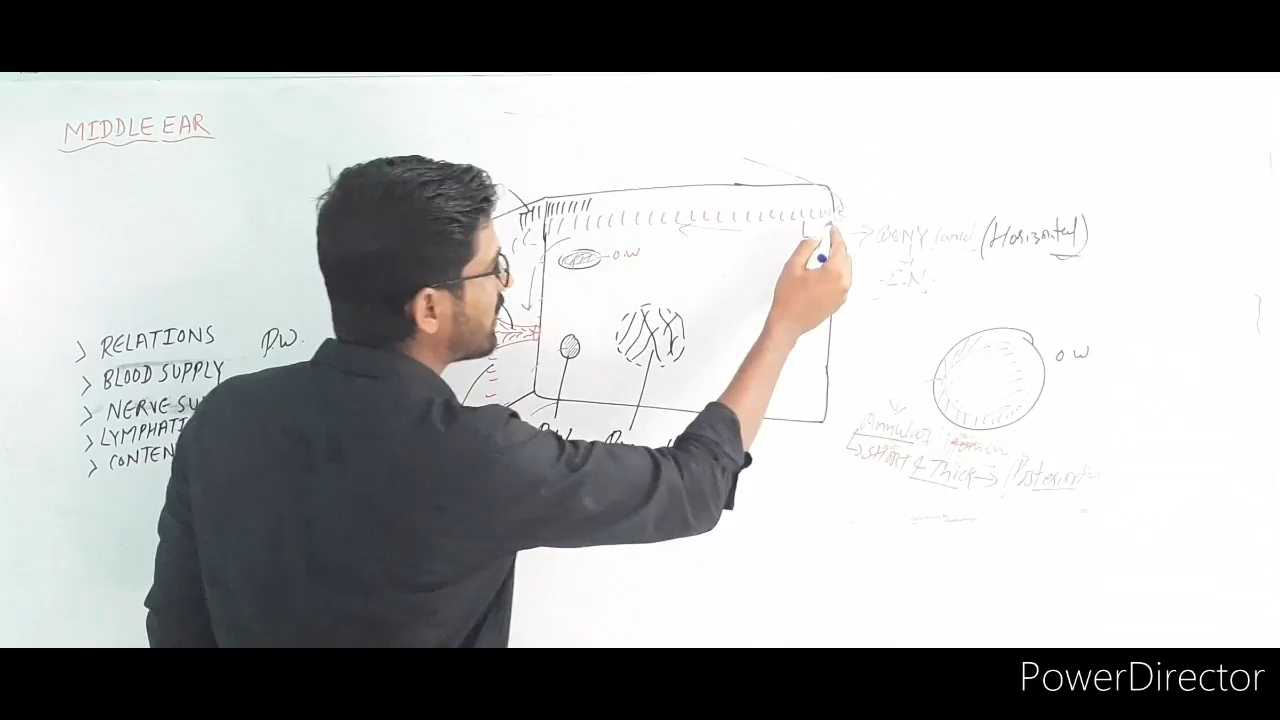 MIDDLE EAR
> RELATIONS
> BLOOD SUPPLY
> NERVE SU
> LYMPHATI
> CONTEN
P.W.
O.W
BONY canal (Horizontal)
O.W
Annular
short & Thick → Posterior
PowerDirector